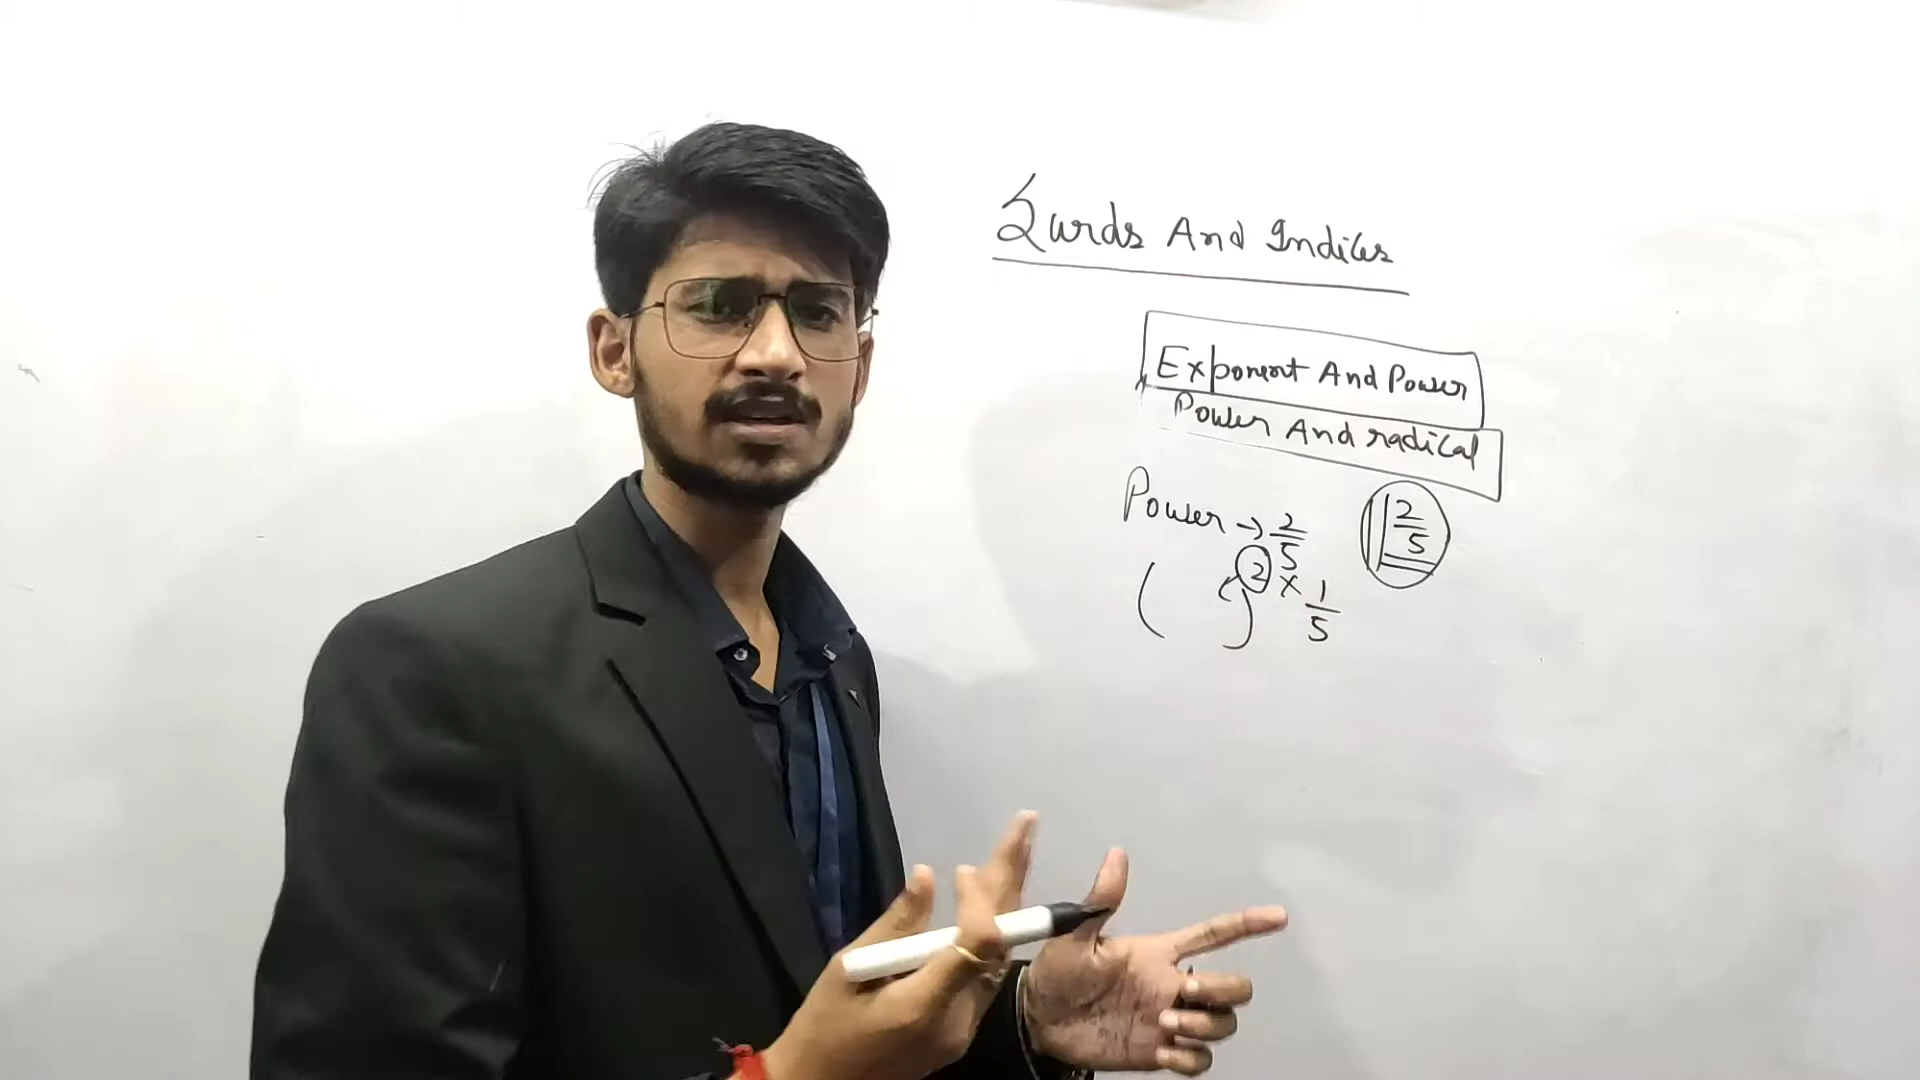 Surds And Indices
Exponent And Power
Power And radical
Power → 2/5
2/5
( )2 × 1/5